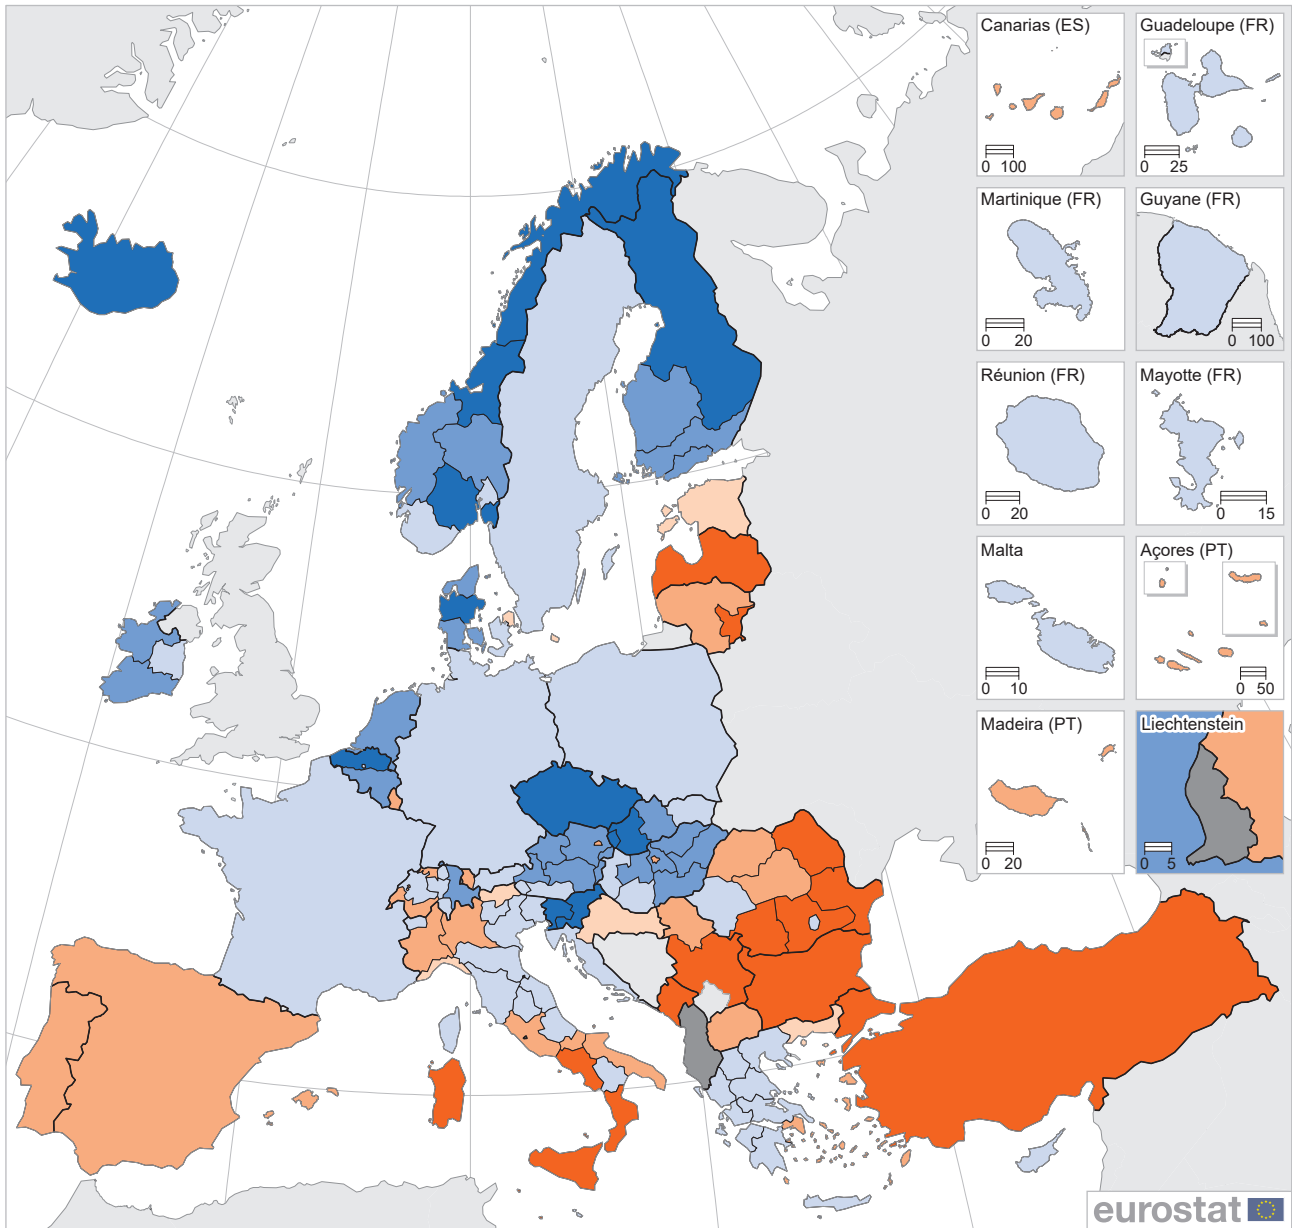 Canarias (ES)
0 100
Guadeloupe (FR)
0 25
Martinique (FR)
0 20
Guyane (FR)
0 100
Réunion (FR)
0 20
Mayotte (FR)
0 15
Malta
0 10
Açores (PT)
0 50
Madeira (PT)
0 20
Liechtenstein
0 5
eurostat